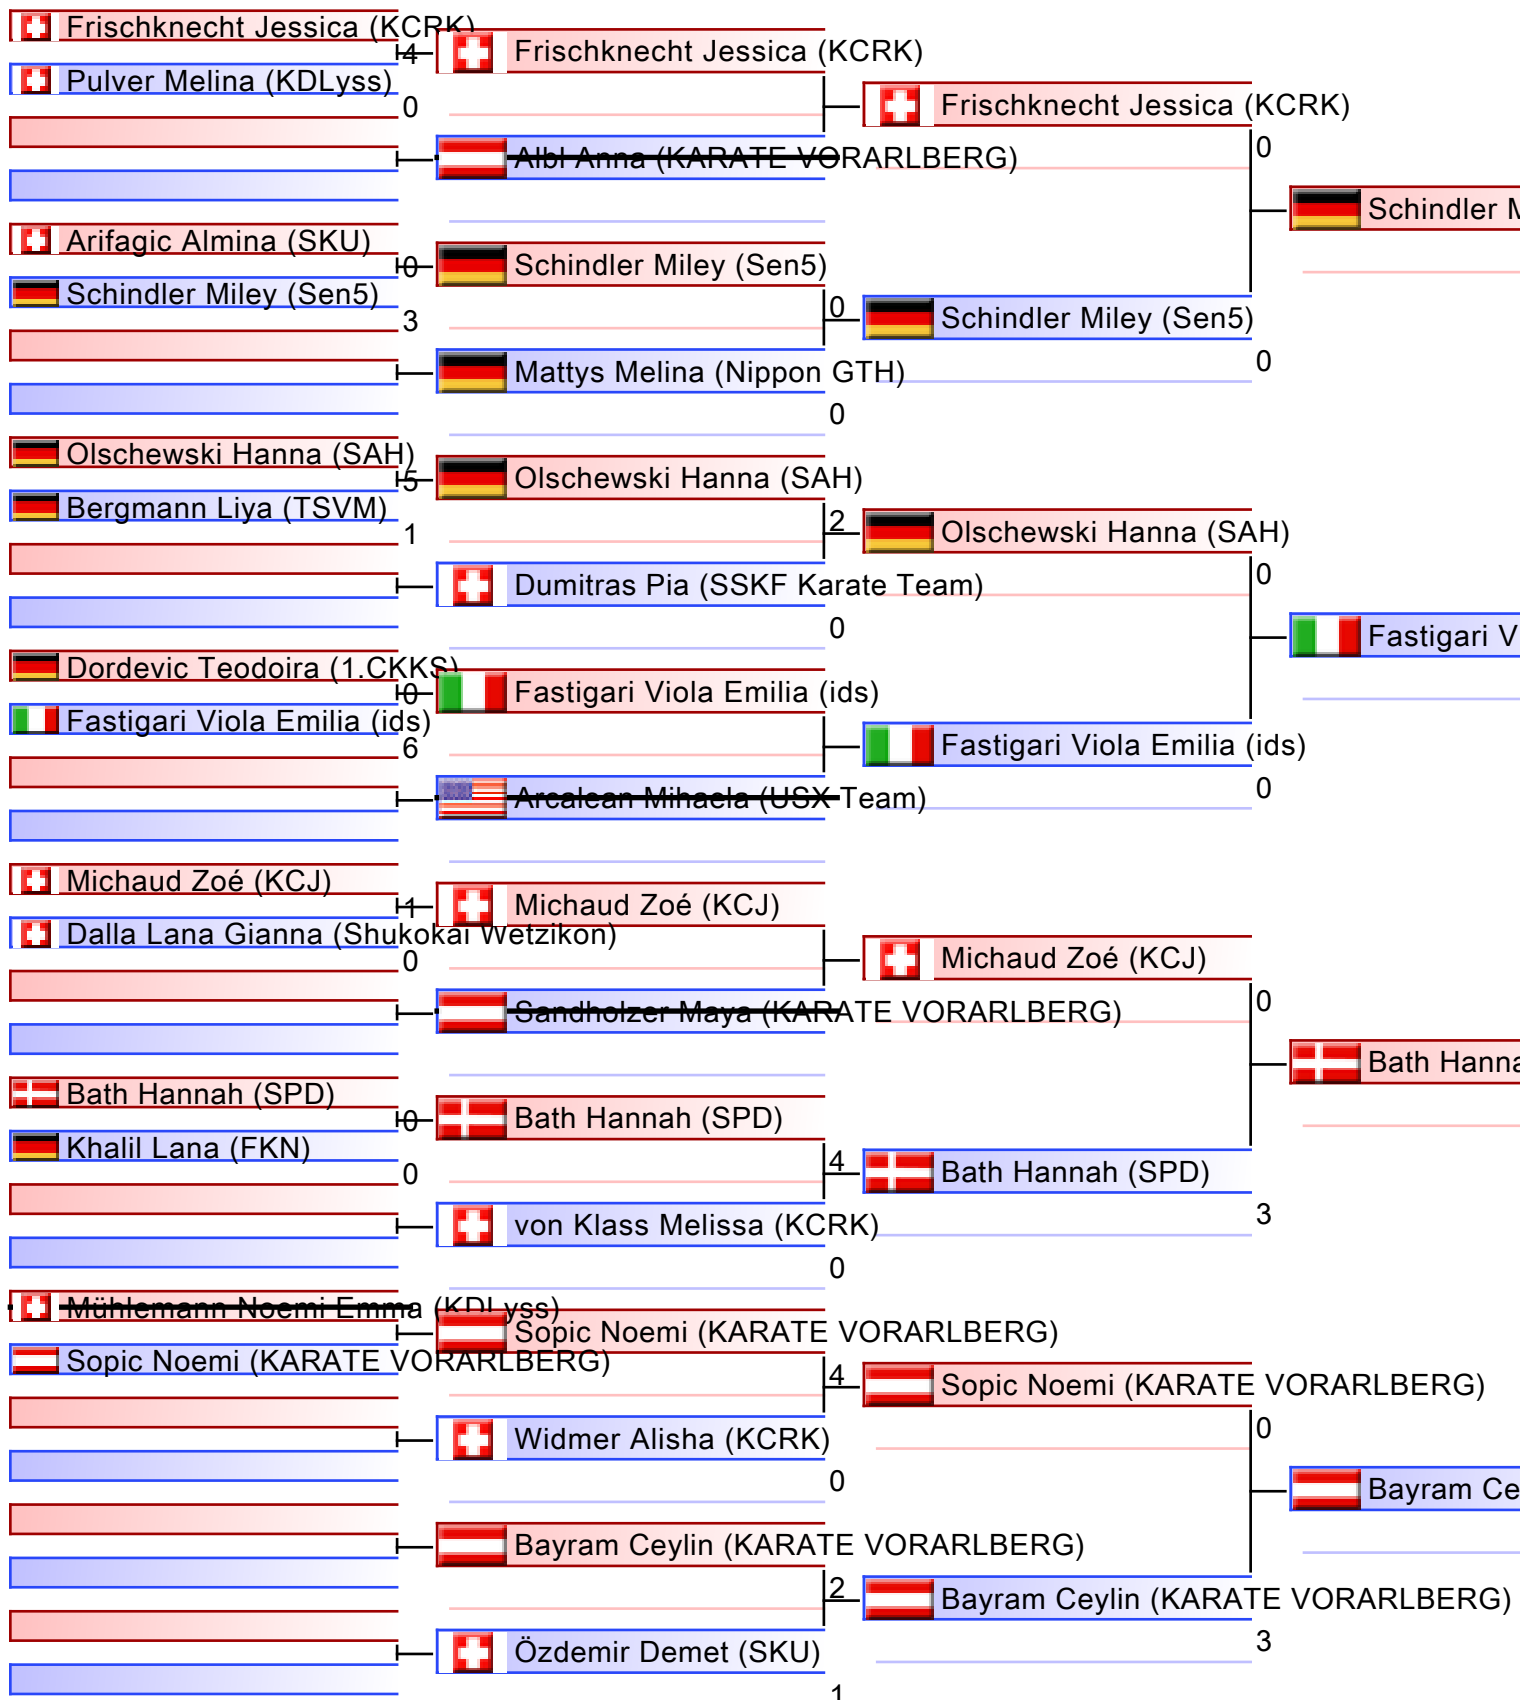 Frischknecht Jessica (KCRK)
4
Pulver Melina (KDLyss)
0
Arifagic Almina (SKU)
0
Schindler Miley (Sen5)
3
Olschewski Hanna (SAH)
5
Bergmann Liya (TSVM)
1
Dordevic Teodoira (1.CKKS)
0
Fastigari Viola Emilia (ids)
6
Michaud Zoé (KCJ)
1
Dalla Lana Gianna (Shukokai Wetzikon)
0
Bath Hannah (SPD)
0
Khalil Lana (FKN)
0
Mühlemann Noemi Emma (KDLyss)
Sopic Noemi (KARATE VORARLBERG)
Frischknecht Jessica (KCRK)
Albl Anna (KARATE VORARLBERG)
Schindler Miley (Sen5)
0
Mattys Melina (Nippon GTH)
0
Olschewski Hanna (SAH)
2
Dumitras Pia (SSKF Karate Team)
0
Fastigari Viola Emilia (ids)
Arcalean Mihaela (USX Team)
Michaud Zoé (KCJ)
Sandholzer Maya (KARATE VORARLBERG)
Bath Hannah (SPD)
4
von Klass Melissa (KCRK)
0
Sopic Noemi (KARATE VORARLBERG)
4
Widmer Alisha (KCRK)
0
Bayram Ceylin (KARATE VORARLBERG)
2
Özdemir Demet (SKU)
1
Frischknecht Jessica (KCRK)
0
Schindler Miley (Sen5)
0
Olschewski Hanna (SAH)
0
Fastigari Viola Emilia (ids)
0
Michaud Zoé (KCJ)
0
Bath Hannah (SPD)
3
Sopic Noemi (KARATE VORARLBERG)
0
Bayram Ceylin (KARATE VORARLBERG)
3
Schindler M
Fastigari V
Bath Hanna
Bayram Ce